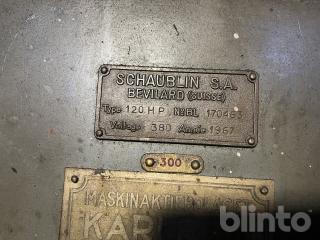 SCHAUBLIN S.A.
BEVILARD (SUISSE)
Type 120 HP No BL 170463
Voltage 380 Année 1967
300
MASKINAKTIEBOLAGET
KAR
blinto